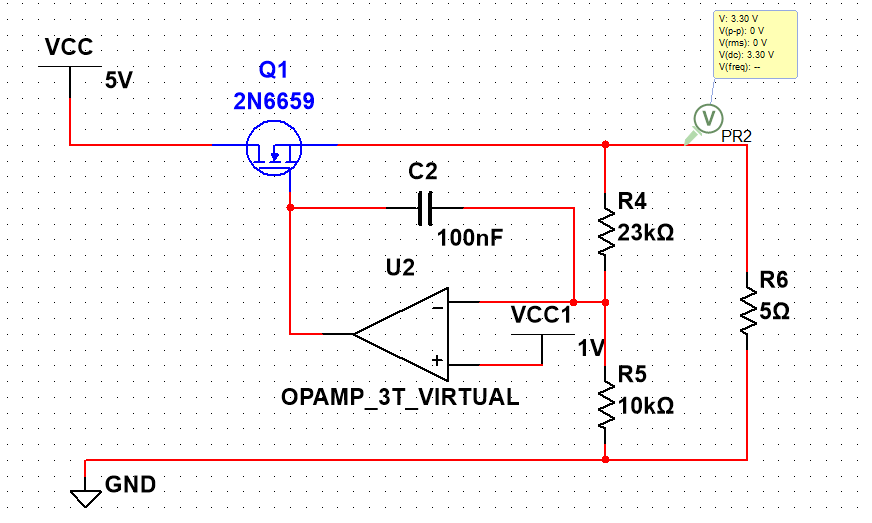 V: 3.30 V
V(p-p): 0 V
V(rms): 0 V
V(dc): 3.30 V
V(freq): --
VCC
5V
Q1
2N6659
V
PR2
C2
100nF
R4
23kΩ
U2
R6
5Ω
VCC1
1V
R5
10kΩ
OPAMP_3T_VIRTUAL
GND